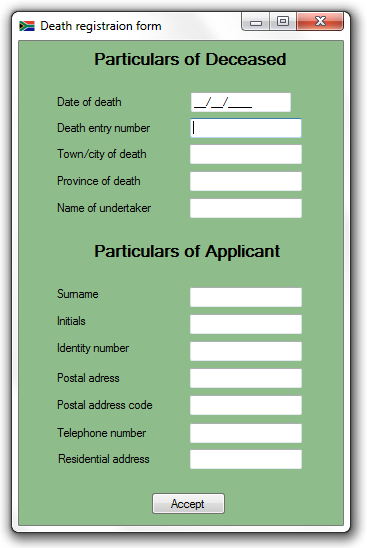 Death registraion form
Particulars of Deceased
Date of death __/__/____
Death entry number
Town/city of death
Province of death
Name of undertaker
Particulars of Applicant
Surname
Initials
Identity number
Postal adress
Postal address code
Telephone number
Residential address
Accept